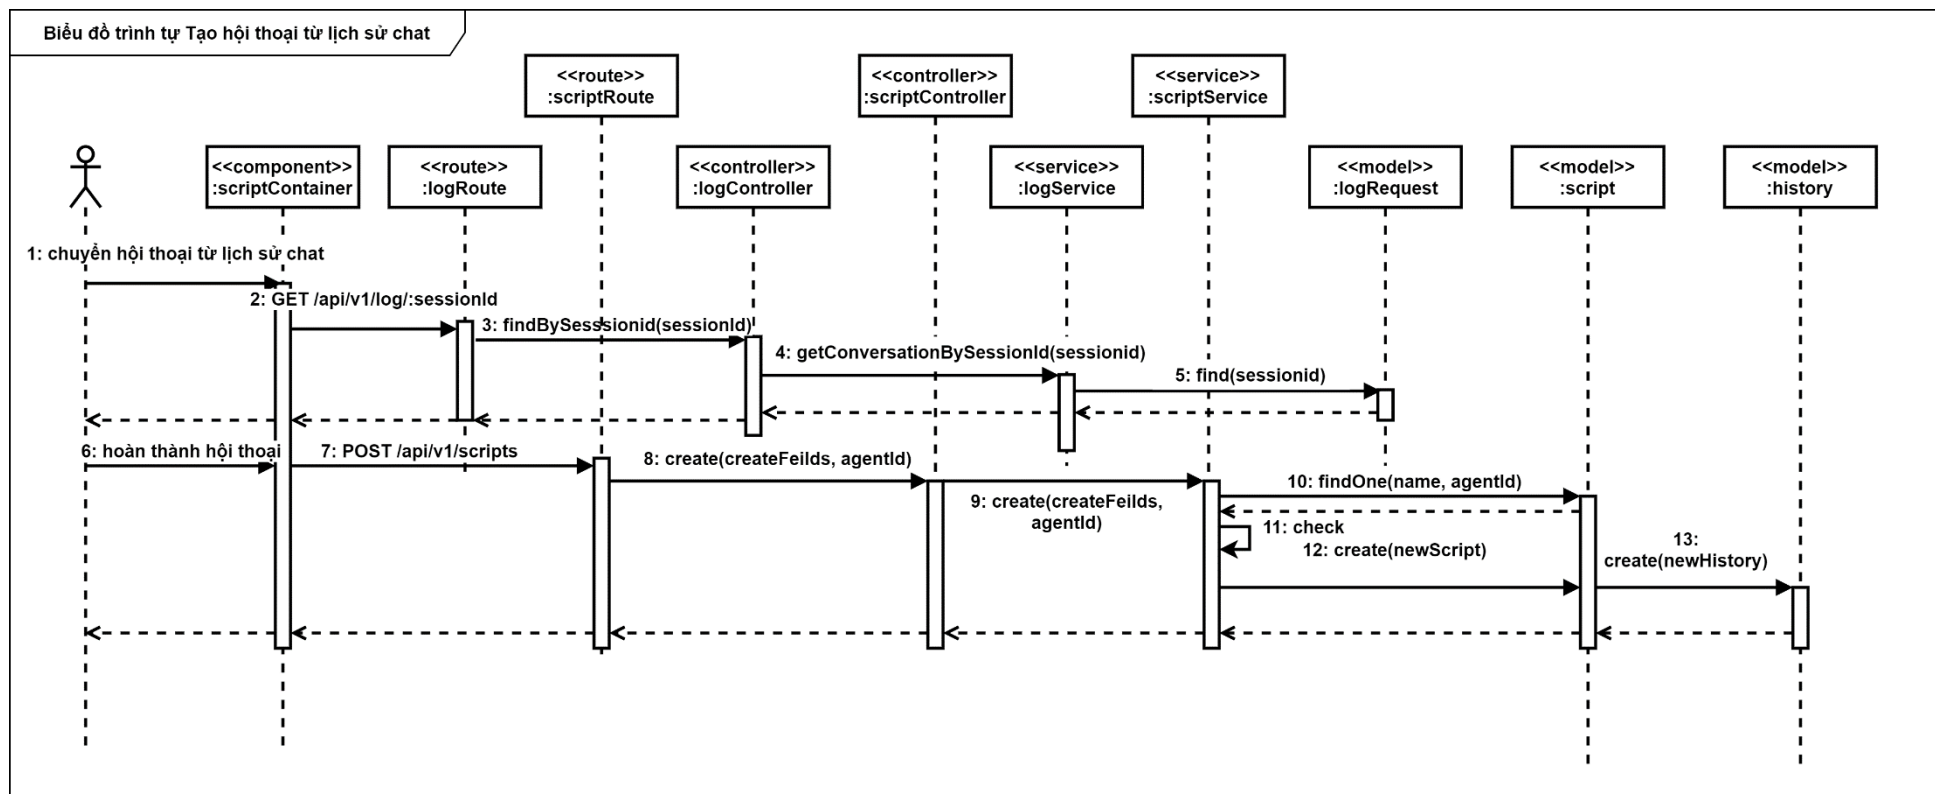 Biểu đồ trình tự Tạo hội thoại từ lịch sử chat
<<route>>
:scriptRoute
<<controller>>
:scriptController
<<service>>
:scriptService
<<component>>
:scriptContainer
<<route>>
:logRoute
<<controller>>
:logController
<<service>>
:logService
<<model>>
:logRequest
<<model>>
:script
<<model>>
:history
1: chuyển hội thoại từ lịch sử chat
2: GET /api/v1/log/:sessionId
3: findBySesssionid(sessionId)
4: getConversationBySessionId(sessionid)
5: find(sessionid)
6: hoàn thành hội thoại
7: POST /api/v1/scripts
8: create(createFeilds, agentId)
9: create(createFeilds,
agentId)
10: findOne(name, agentId)
11: check
12: create(newScript)
13:
create(newHistory)